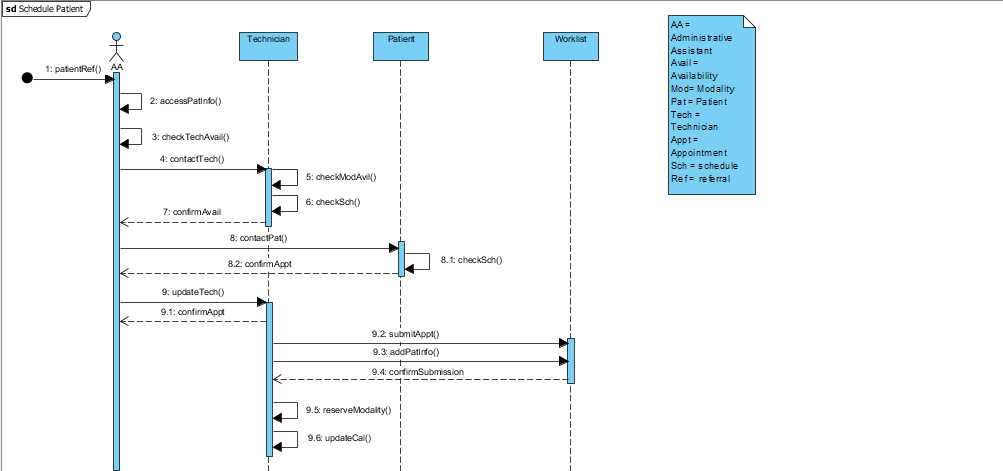 sd Schedule Patient
Technician
Patient
Worklist
AA
AA =
Administrative
Assistant
Avail =
Availability
Mod= Modality
Pat = Patient
Tech =
Technician
Appt =
Appointment
Sch = schedule
Ref = referral
1: patientRef()
2: accessPatInfo()
3: checkTechAvail()
4: contactTech()
5: checkModAvil()
6: checkSch()
7: confirmAvail
8: contactPat()
8.1: checkSch()
8.2: confirmAppt
9: updateTech()
9.1: confirmAppt
9.2: submitAppt()
9.3: addPatInfo()
9.4: confirmSubmission
9.5: reserveModality()
9.6: updateCal()